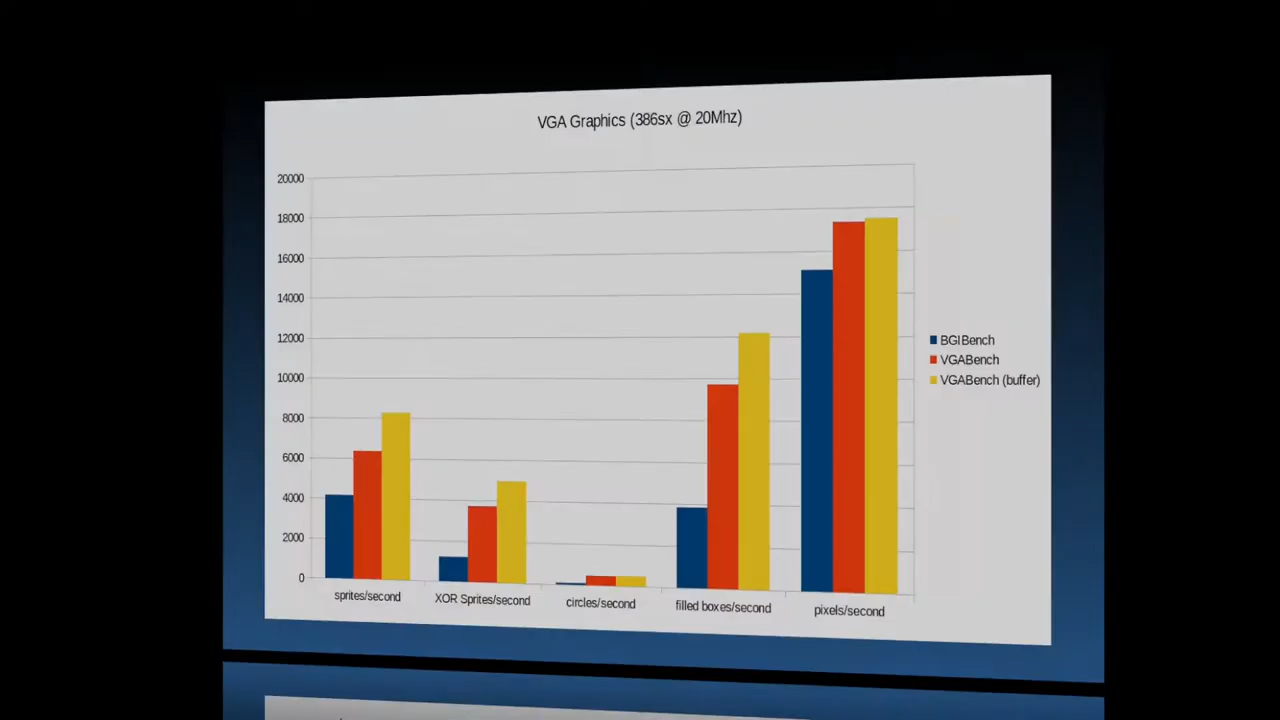 VGA Graphics (386sx @ 20Mhz)
20000
18000
16000
14000
12000
10000
8000
6000
4000
2000
0
sprites/second
XOR Sprites/second
circles/second
filled boxes/second
pixels/second
BGIBench
VGABench
VGABench (buffer)